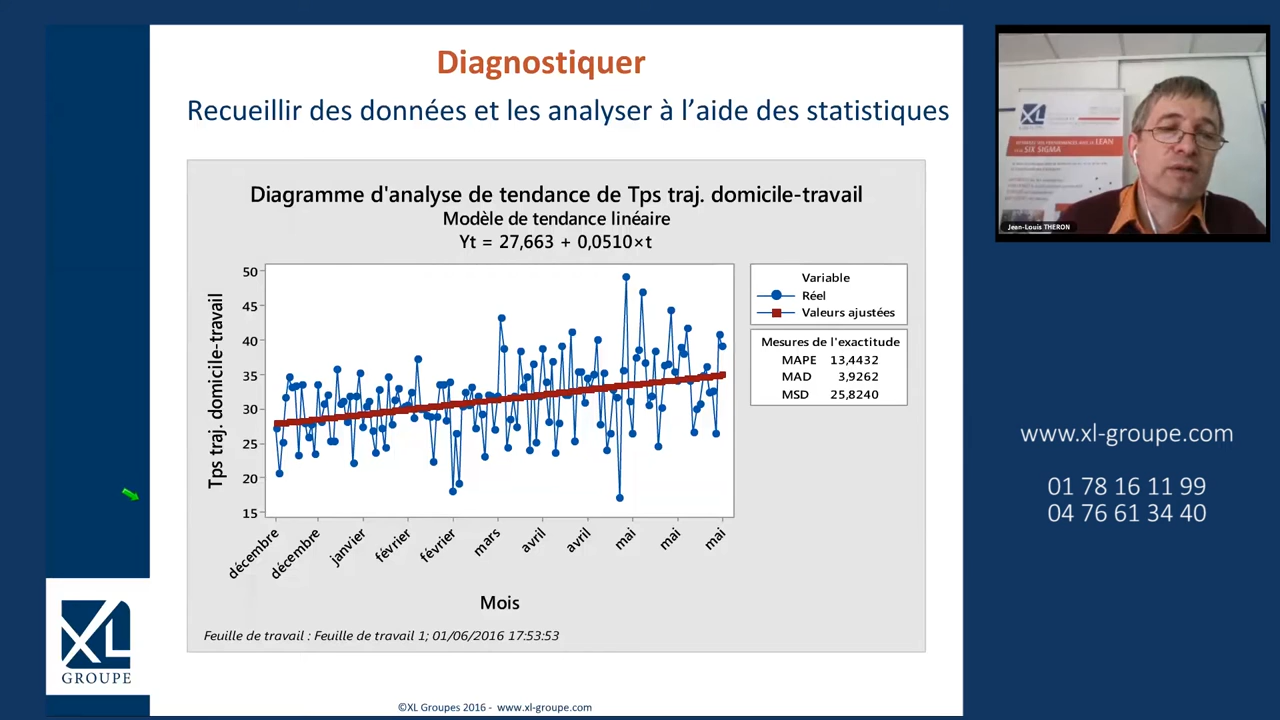 Diagnostiquer
Recueillir des données et les analyser à l’aide des statistiques
Diagramme d'analyse de tendance de Tps traj. domicile-travail
Modèle de tendance linéaire
Yt = 27,663 + 0,0510×t
Tps traj. domicile-travail
50
45
40
35
30
25
20
15
décembre
décembre
janvier
février
février
mars
avril
avril
mai
mai
mai
Mois
Variable
Réel
Valeurs ajustées
Mesures de l'exactitude
MAPE 13,4432
MAD 3,9262
MSD 25,8240
Feuille de travail : Feuille de travail 1; 01/06/2016 17:53:53
XL
GROUPE
©XL Groupes 2016 - www.xl-groupe.com
XL
LEAN
SIX SIGMA
Jean-Louis THERON
www.xl-groupe.com
01 78 16 11 99
04 76 61 34 40